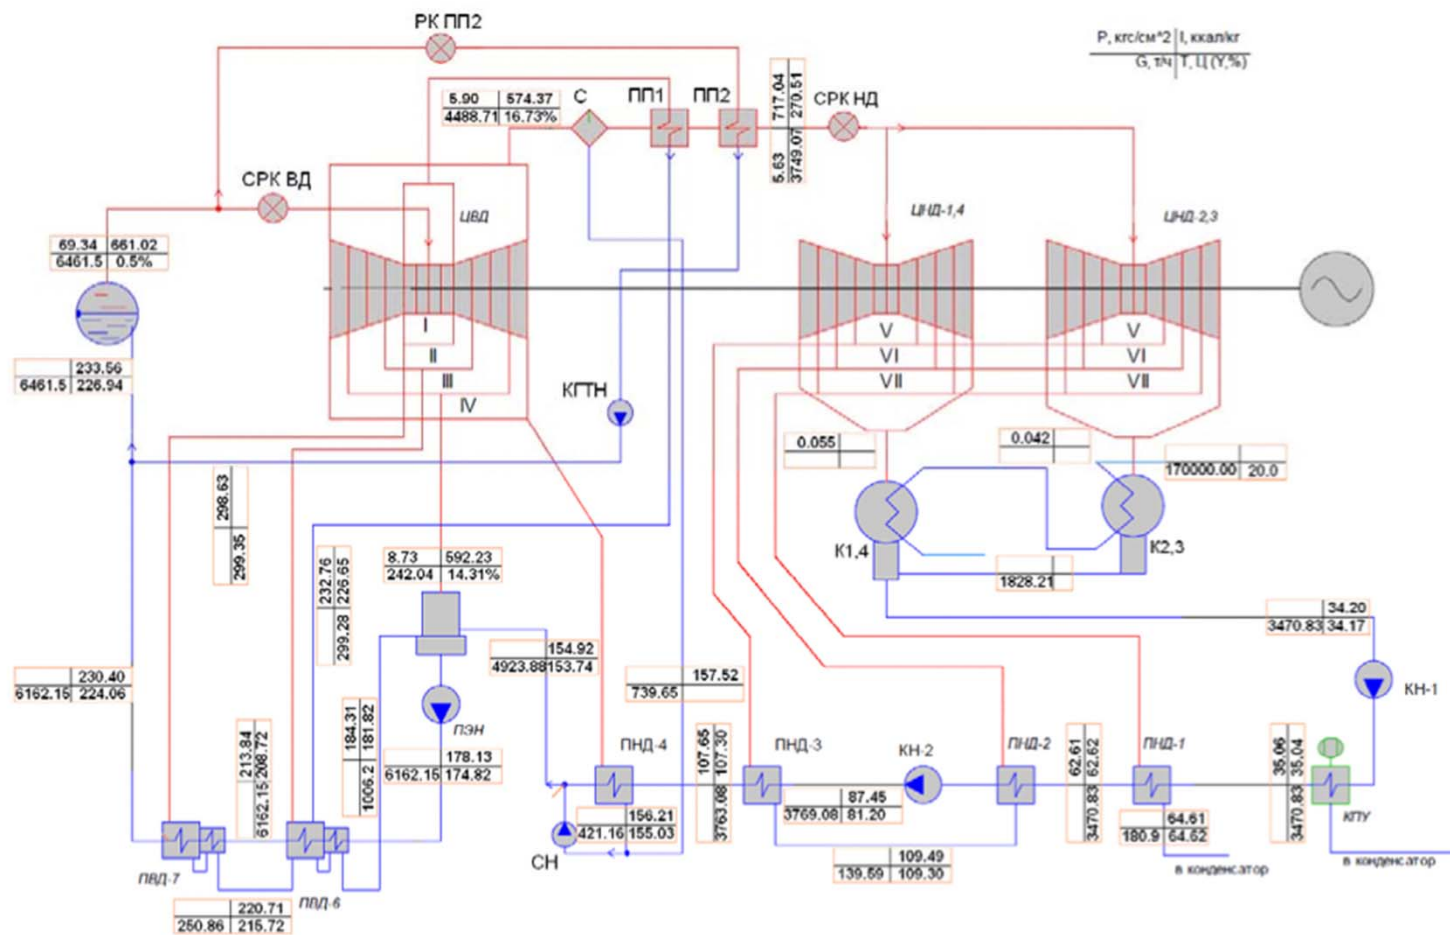 РК ПП2
P, кгс/см^2 I, ккал/кг
G, т/ч T, Ц (Y,%)
5.90 574.37
4488.71 16.73%
С
ПП1
ПП2
717.04 270.51
5.63 3749.07
СРК НД
СРК ВД
ЦВД
ЦНД-1,4
ЦНД-2,3
69.34 661.02
6461.5 0.5%
I
II
III
IV
V
VI
VII
V
VI
VII
233.56
6461.5 226.94
КГТН
0.055
0.042
170000.00 20.0
298.63
299.35
К1,4
К2,3
1828.21
232.76 226.65
299.28
8.73 592.23
242.04 14.31%
34.20
3470.83 34.17
154.92
4923.88 153.74
157.52
739.65
230.40
6162.15 224.06
КН-1
184.31 181.82
1006.2
ПЭН
178.13
6162.15 174.82
213.84 208.72
6162.15
ПНД-4
107.65 107.30
3763.08
ПНД-3
КН-2
ПНД-2
62.61 62.62
3470.83
ПНД-1
35.06 35.04
3470.83
КПУ
87.45
3769.08 81.20
156.21
421.16 155.03
64.61
180.9 64.62
СН
109.49
139.59 109.30
в конденсатор
в конденсатор
ПВД-7
ПВД-6
220.71
250.86 215.72